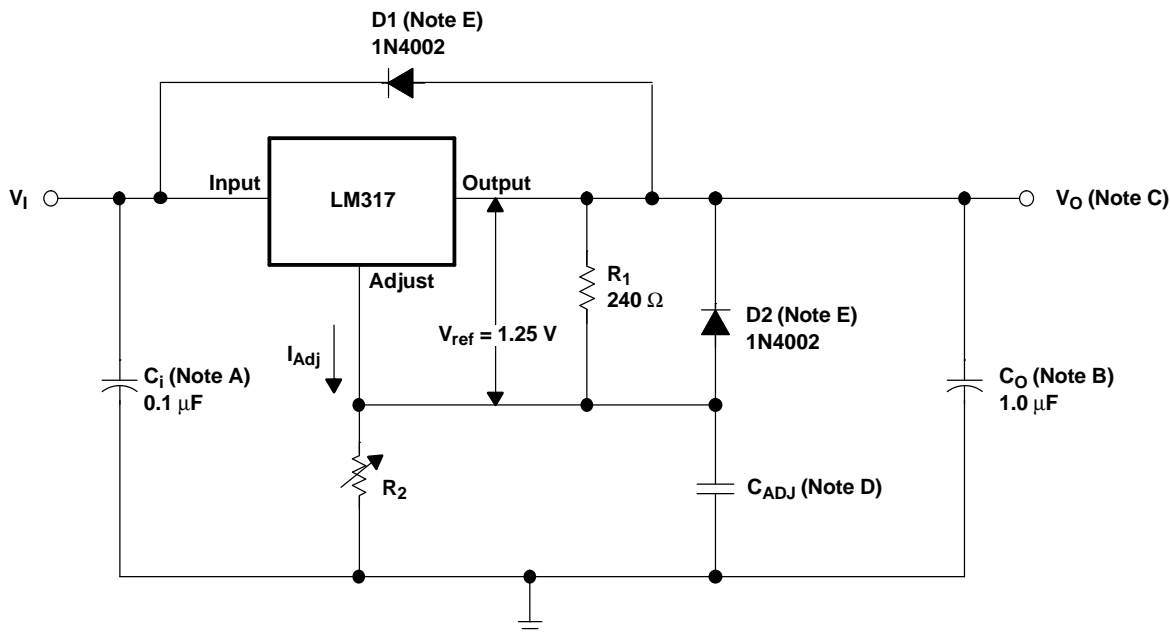 D1 (Note E)
1N4002
Input
LM317
Output
VI
VO (Note C)
Adjust
R1
240 Ω
D2 (Note E)
1N4002
Vref = 1.25 V
IAdj
Ci (Note A)
0.1 μF
CO (Note B)
1.0 μF
R2
CADJ (Note D)